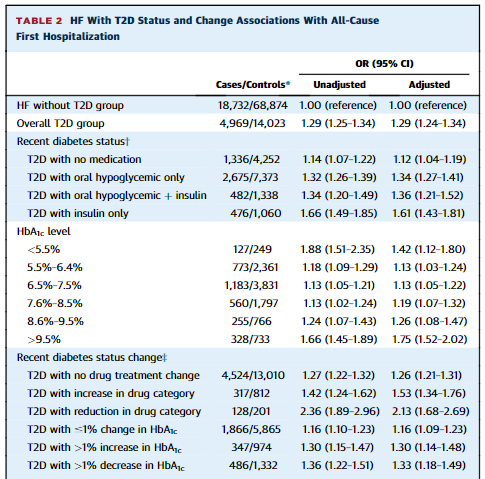 TABLE 2 HF With T2D Status and Change Associations With All-Cause
First Hospitalization
OR (95% CI)
Cases/Controls* Unadjusted Adjusted
HF without T2D group 18,732/68,874 1.00 (reference) 1.00 (reference)
Overall T2D group 4,969/14,023 1.29 (1.25–1.34) 1.29 (1.24–1.34)
Recent diabetes status†
T2D with no medication 1,336/4,252 1.14 (1.07–1.22) 1.12 (1.04–1.19)
T2D with oral hypoglycemic only 2,675/7,373 1.32 (1.26–1.39) 1.34 (1.27–1.41)
T2D with oral hypoglycemic + insulin 482/1,338 1.34 (1.20–1.49) 1.36 (1.21–1.52)
T2D with insulin only 476/1,060 1.66 (1.49–1.85) 1.61 (1.43–1.81)
HbA1c level
<5.5% 127/249 1.88 (1.51–2.35) 1.42 (1.12–1.80)
5.5%–6.4% 773/2,361 1.18 (1.09–1.29) 1.13 (1.03–1.24)
6.5%–7.5% 1,183/3,831 1.13 (1.05–1.21) 1.13 (1.05–1.22)
7.6%–8.5% 560/1,797 1.13 (1.02–1.24) 1.19 (1.07–1.32)
8.6%–9.5% 255/766 1.24 (1.07–1.43) 1.26 (1.08–1.47)
>9.5% 328/733 1.66 (1.45–1.89) 1.75 (1.52–2.02)
Recent diabetes status change‡
T2D with no drug treatment change 4,524/13,010 1.27 (1.22–1.32) 1.26 (1.21–1.31)
T2D with increase in drug category 317/812 1.42 (1.24–1.62) 1.53 (1.34–1.76)
T2D with reduction in drug category 128/201 2.36 (1.89–2.96) 2.13 (1.68–2.69)
T2D with ≤1% change in HbA1c 1,866/5,865 1.16 (1.10–1.23) 1.16 (1.09–1.23)
T2D with >1% increase in HbA1c 347/974 1.30 (1.15–1.47) 1.30 (1.14–1.48)
T2D with >1% decrease in HbA1c 486/1,332 1.36 (1.22–1.51) 1.33 (1.18–1.49)